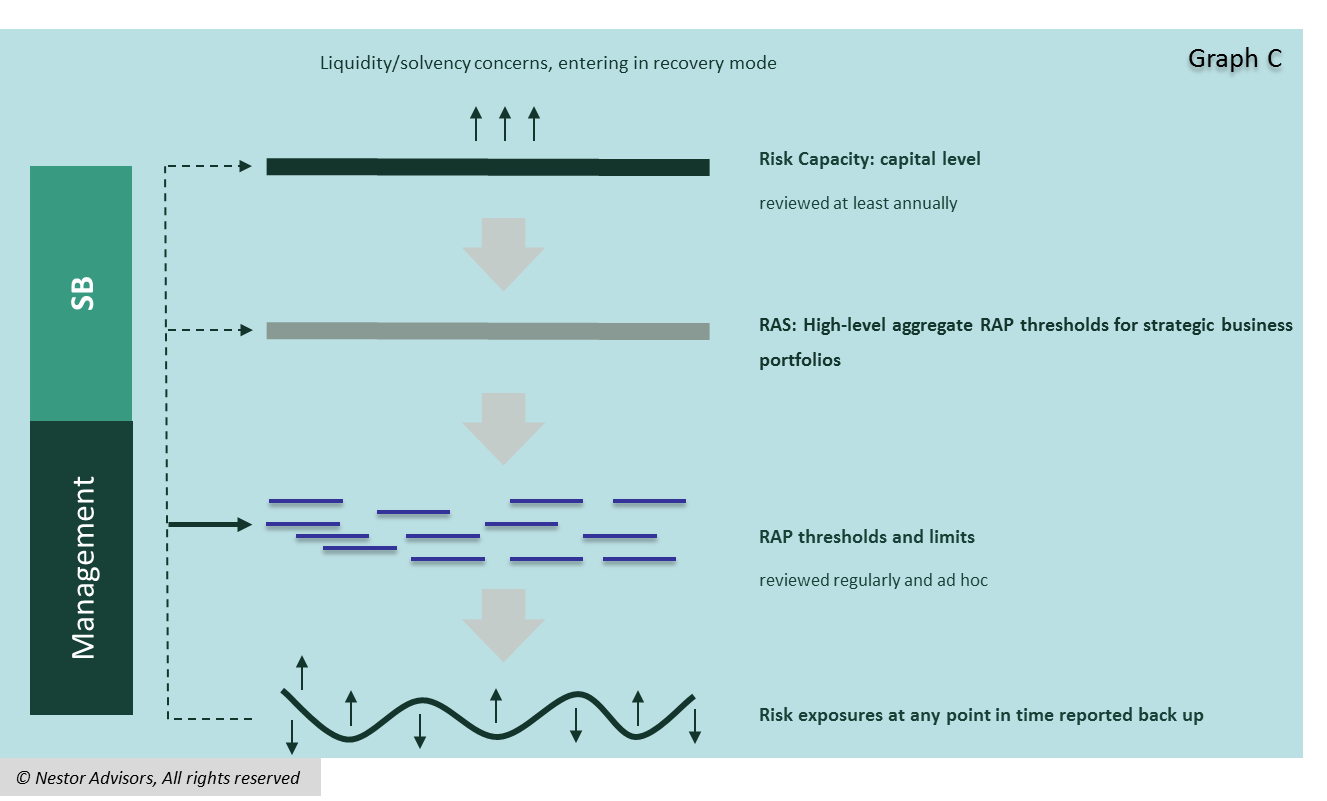 Graph C
Liquidity/solvency concerns, entering in recovery mode
Risk Capacity: capital level
reviewed at least annually
SB
RAS: High-level aggregate RAP thresholds for strategic business
portfolios
Management
RAP thresholds and limits
reviewed regularly and ad hoc
Risk exposures at any point in time reported back up
© Nestor Advisors, All rights reserved